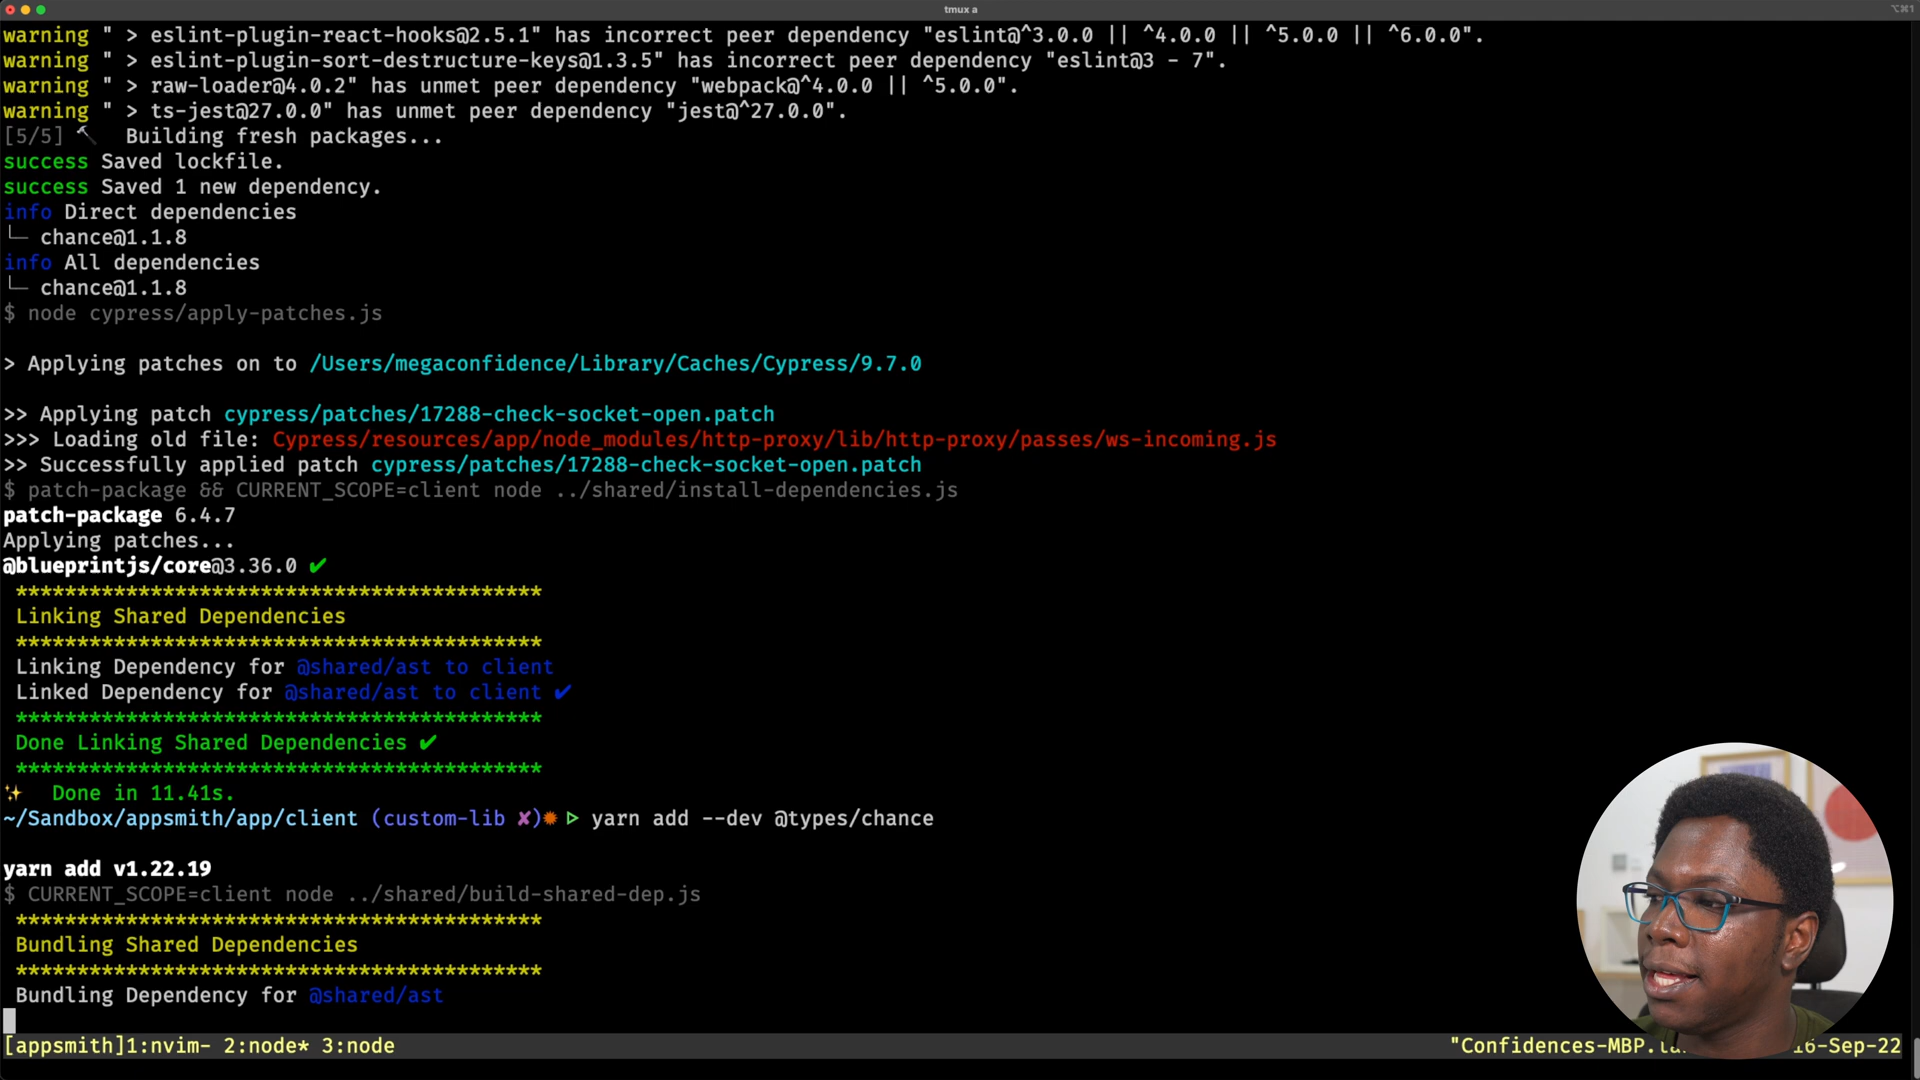 tmux a
⌥⌘1
warning " > eslint-plugin-react-hooks@2.5.1" has incorrect peer dependency "eslint@^3.0.0 || ^4.0.0 || ^5.0.0 || ^6.0.0".
warning " > eslint-plugin-sort-destructure-keys@1.3.5" has incorrect peer dependency "eslint@3 - 7".
warning " > raw-loader@4.0.2" has unmet peer dependency "webpack@^4.0.0 || ^5.0.0".
warning " > ts-jest@27.0.0" has unmet peer dependency "jest@^27.0.0".
[5/5] 🔨 Building fresh packages...
success Saved lockfile.
success Saved 1 new dependency.
info Direct dependencies
└─ chance@1.1.8
info All dependencies
└─ chance@1.1.8
$ node cypress/apply-patches.js
> Applying patches on to /Users/megaconfidence/Library/Caches/Cypress/9.7.0
>> Applying patch cypress/patches/17288-check-socket-open.patch
>>> Loading old file: Cypress/resources/app/node_modules/http-proxy/lib/http-proxy/passes/ws-incoming.js
>> Successfully applied patch cypress/patches/17288-check-socket-open.patch
$ patch-package && CURRENT_SCOPE=client node ../shared/install-dependencies.js
patch-package 6.4.7
Applying patches...
@blueprintjs/core@3.36.0 ✔
*******************************************
Linking Shared Dependencies
*******************************************
Linking Dependency for @shared/ast to client
Linked Dependency for @shared/ast to client ✔
*******************************************
Done Linking Shared Dependencies ✔
*******************************************
✨ Done in 11.41s.
~/Sandbox/appsmith/app/client (custom-lib ✘)✹ ▷ yarn add --dev @types/chance
yarn add v1.22.19
$ CURRENT_SCOPE=client node ../shared/build-shared-dep.js
*******************************************
Bundling Shared Dependencies
*******************************************
Bundling Dependency for @shared/ast
[appsmith]1:nvim- 2:node* 3:node "Confidences-MBP. 16-Sep-22